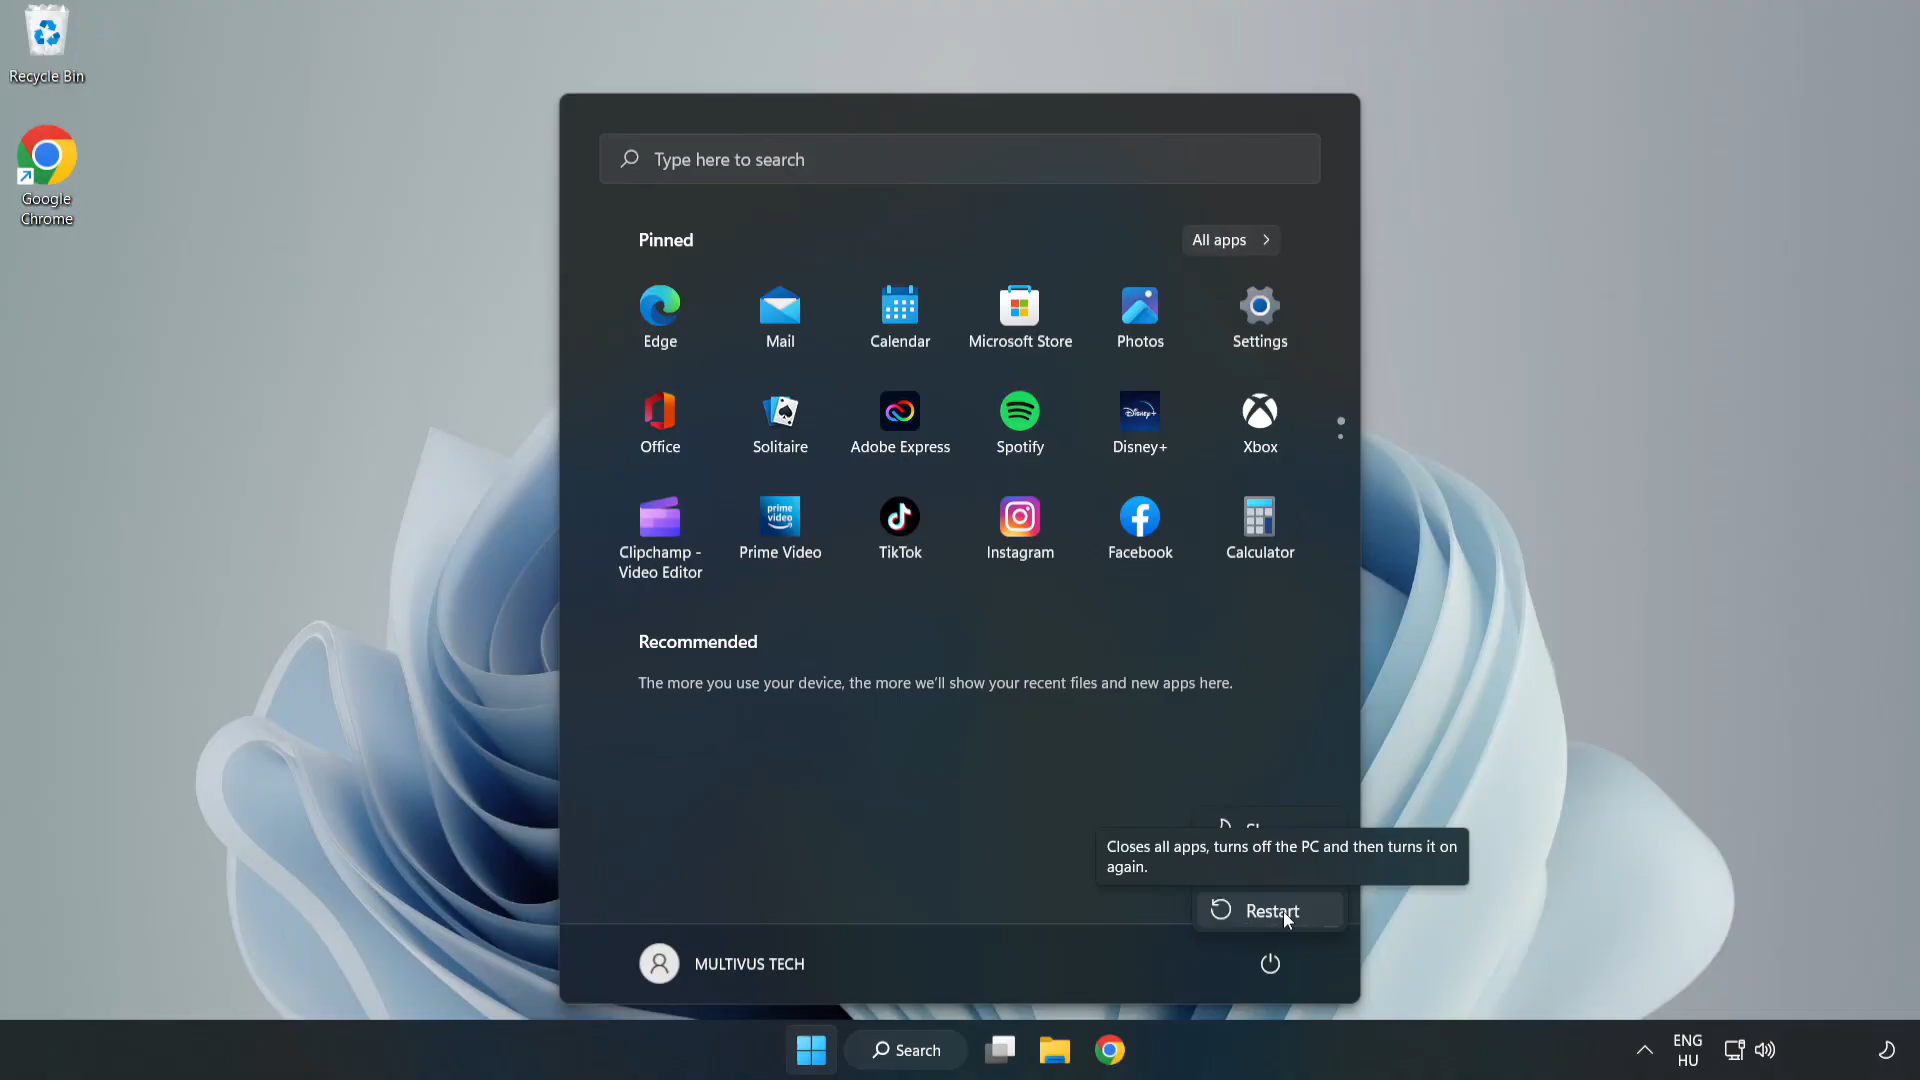 Recycle Bin
Google
Chrome
Type here to search
Pinned
All apps
Edge
Mail
Calendar
Microsoft Store
Photos
Settings
Office
Solitaire
Adobe Express
Spotify
Disney+
Disney+
Xbox
prime
video
Clipchamp -
Video Editor
Prime Video
TikTok
Instagram
Facebook
Calculator
Recommended
The more you use your device, the more we'll show your recent files and new apps here.
Closes all apps, turns off the PC and then turns it on
again.
Restart
MULTIVUS TECH
Search
ENG
HU